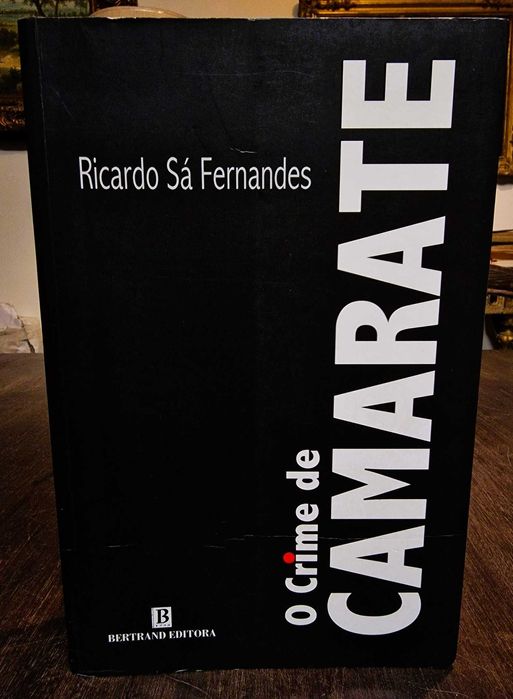 Ricardo Sá Fernandes
O Crime de
CAMARATE
B
BERTRAND EDITORA